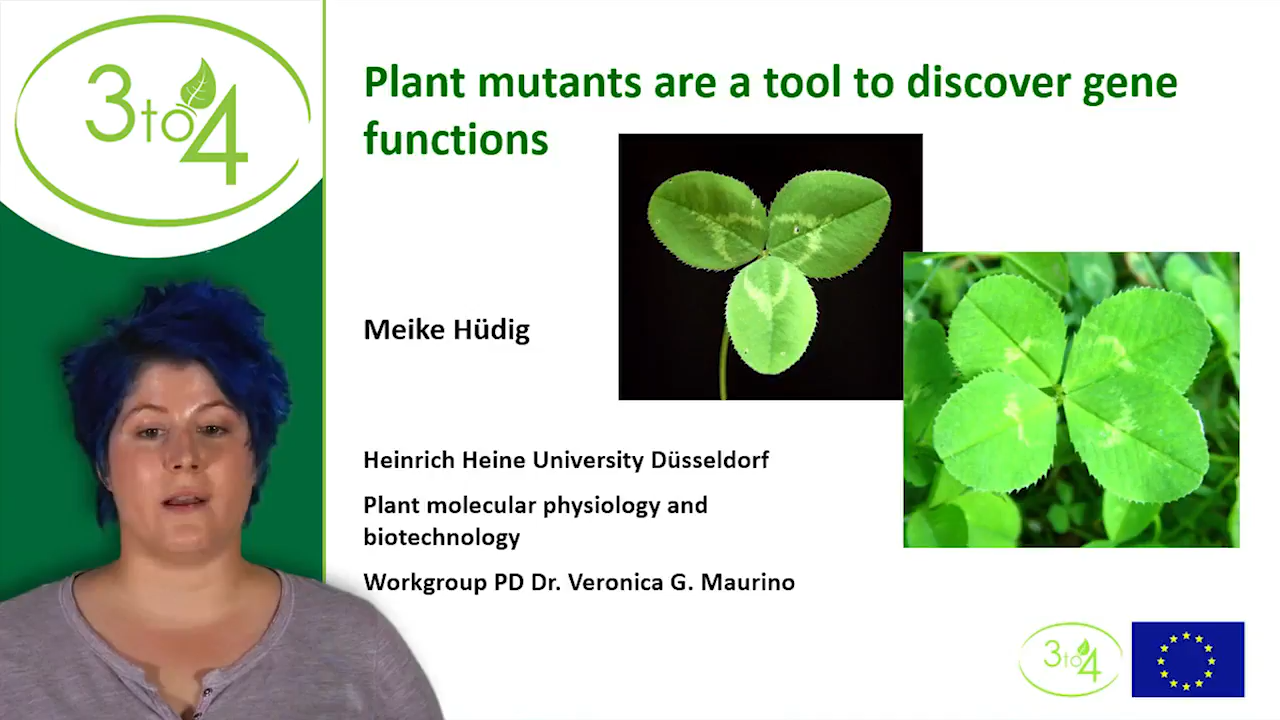 3to4
Plant mutants are a tool to discover gene
functions
Meike Hüdig
Heinrich Heine University Düsseldorf
Plant molecular physiology and
biotechnology
Workgroup PD Dr. Veronica G. Maurino
3to4